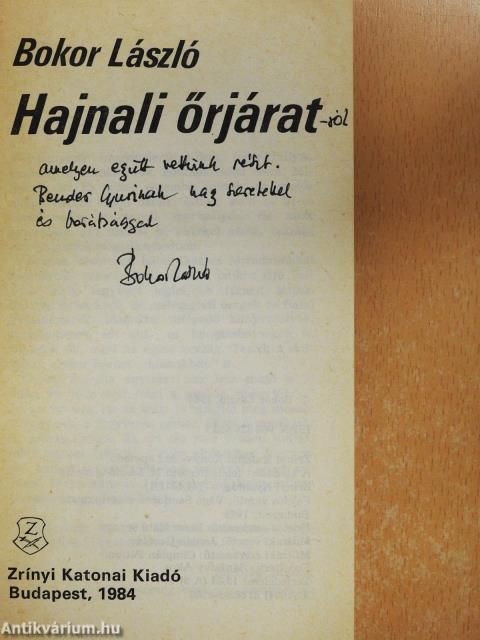 Bokor László
Hajnali őrjárat-ról
amelyen együtt vettünk részt.
Bender Gyurinak nagy szeretettel
és barátsággal
Bokor László
Z
Zrínyi Katonai Kiadó
Budapest, 1984
Antikvárium.hu